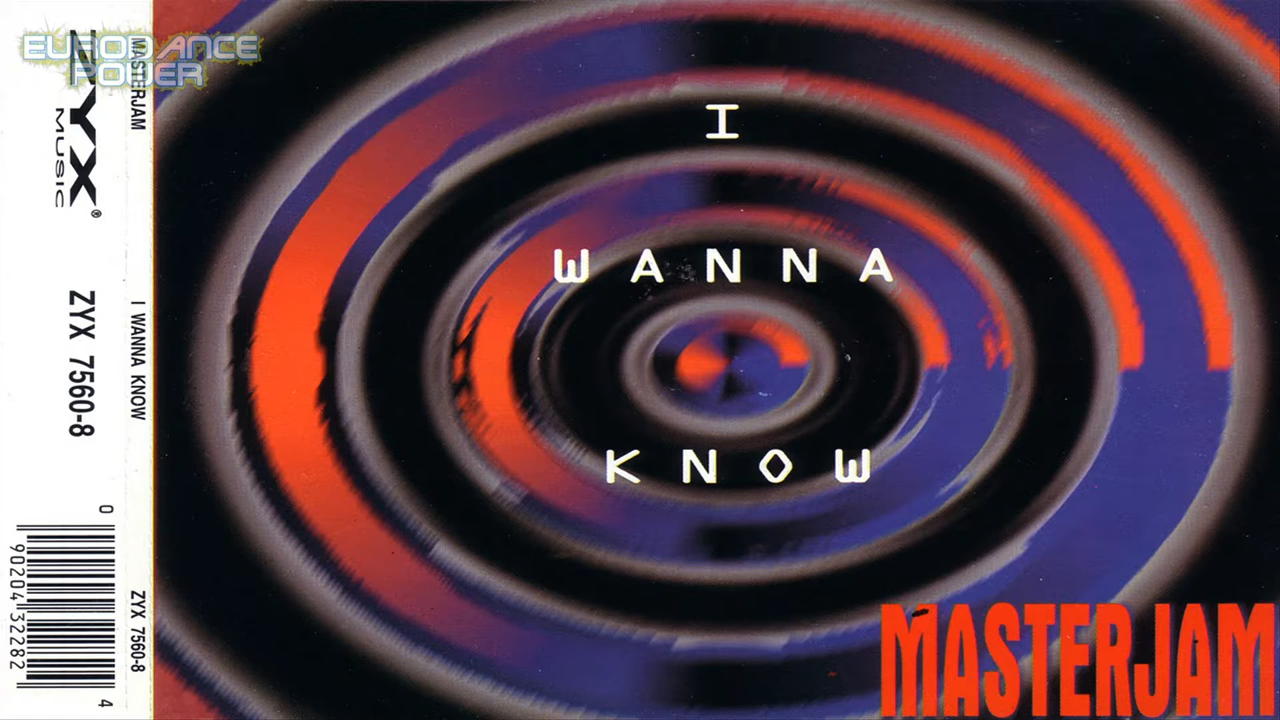 EURODANCE
POWER
ZYX
MUSIC
®
ZYX 7560-8
0
90204 32282
4
MASTERJAM
I WANNA KNOW
ZYX 7560-8
I
WANNA
KNOW
MASTERJAM